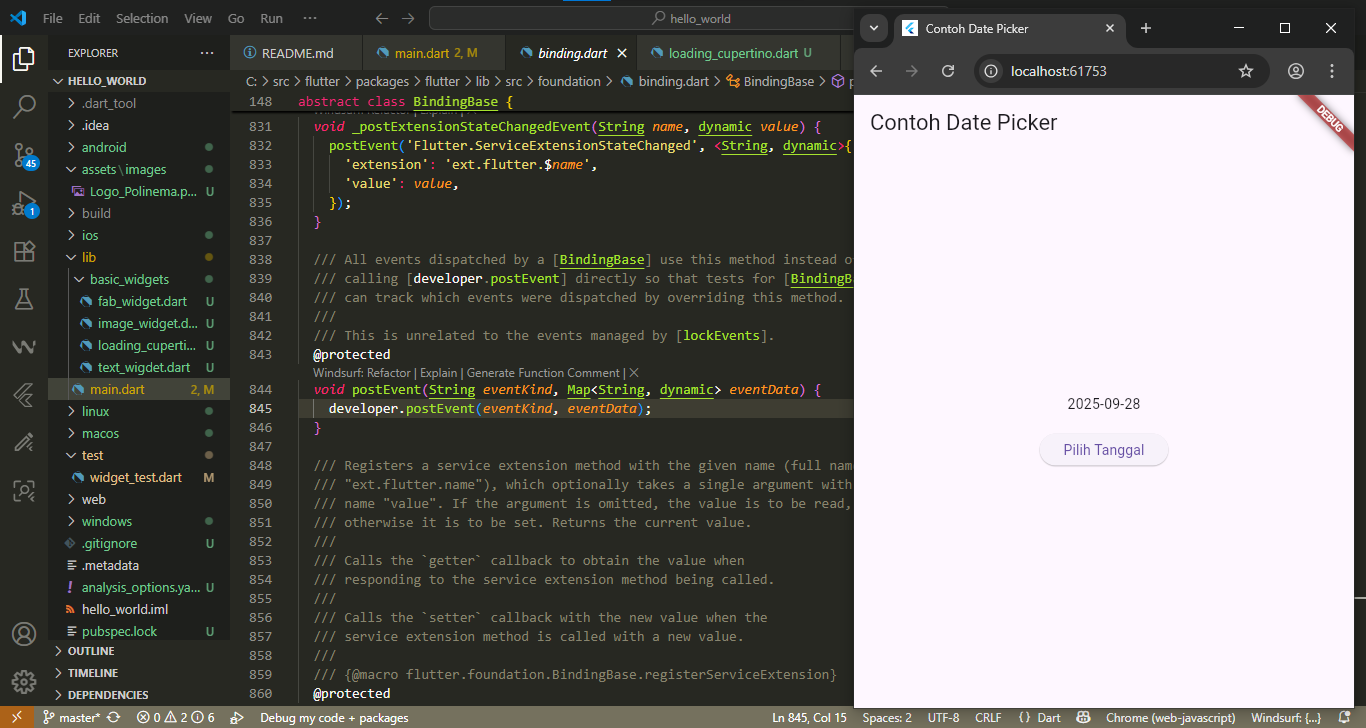 File Edit Selection View Go Run ··· hello_world
EXPLORER ···
HELLO_WORLD
.dart_tool
.idea
android
assets\images
Logo_Polinema.p... U
build
ios
lib
basic_widgets
fab_widget.dart U
image_widget.d... U
loading_cuperti... U
text_wigdet.dart U
main.dart 2, M
linux
macos
test
widget_test.dart M
web
windows
.gitignore U
.metadata
analysis_options.ya... U
hello_world.iml
pubspec.lock U
OUTLINE
TIMELINE
DEPENDENCIES
45
1
README.md main.dart 2, M binding.dart loading_cupertino.dart U
C: > src > flutter > packages > flutter > lib > src > foundation > binding.dart > BindingBase > p
148 abstract class BindingBase {
831 void _postExtensionStateChangedEvent(String name, dynamic value) {
832 postEvent('Flutter.ServiceExtensionStateChanged', <String, dynamic>{
833 'extension': 'ext.flutter.$name',
834 'value': value,
835 });
836 }
837
838 /// All events dispatched by a [BindingBase] use this method instead o
839 /// calling [developer.postEvent] directly so that tests for [BindingB
840 /// can track which events were dispatched by overriding this method.
841 ///
842 /// This is unrelated to the events managed by [lockEvents].
843 @protected
Windsurf: Refactor | Explain | Generate Function Comment | X
844 void postEvent(String eventKind, Map<String, dynamic> eventData) {
845 developer.postEvent(eventKind, eventData);
846 }
847
848 /// Registers a service extension method with the given name (full nam
849 /// "ext.flutter.name"), which optionally takes a single argument with
850 /// name "value". If the argument is omitted, the value is to be read,
851 /// otherwise it is to be set. Returns the current value.
852 ///
853 /// Calls the `getter` callback to obtain the value when
854 /// responding to the service extension method being called.
855 ///
856 /// Calls the `setter` callback with the new value when the
857 /// service extension method is called with a new value.
858 ///
859 /// {@macro flutter.foundation.BindingBase.registerServiceExtension}
860 @protected
Contoh Date Picker
localhost:61753
Contoh Date Picker
DEBUG
2025-09-28
Pilih Tanggal
master* 0 2 6 Debug my code + packages Ln 845, Col 15 Spaces: 2 UTF-8 CRLF {} Dart Chrome (web-javascript) Windsurf: {...}